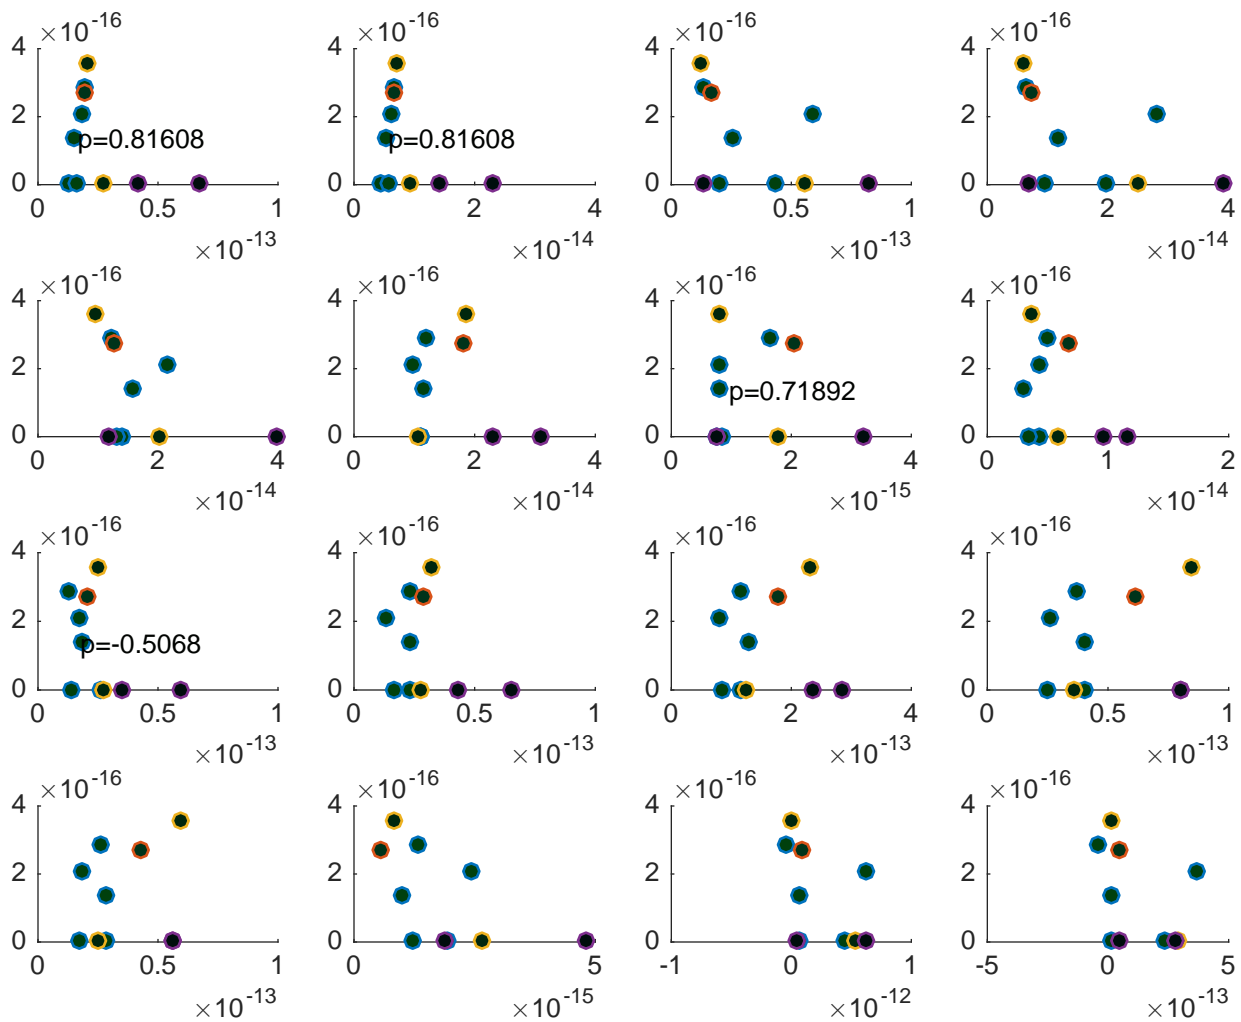 ×10-16 ×10-16 ×10-16 ×10-16
4 4 4 4
2 2 2 2
p=0.81608 p=0.81608
0 0 0 0
0 0.5 1 0 2 4 0 0.5 1 0 2 4
×10-13 ×10-14 ×10-13 ×10-14
×10-16 ×10-16 ×10-16 ×10-16
4 4 4 4
2 2 2 2
p=0.71892
0 0 0 0
0 2 4 0 2 4 0 2 4 0 1 2
×10-14 ×10-14 ×10-15 ×10-14
×10-16 ×10-16 ×10-16 ×10-16
4 4 4 4
2 2 2 2
p=-0.5068
0 0 0 0
0 0.5 1 0 0.5 1 0 2 4 0 0.5 1
×10-13 ×10-13 ×10-13 ×10-13
×10-16 ×10-16 ×10-16 ×10-16
4 4 4 4
2 2 2 2
0 0 0 0
0 0.5 1 0 5 -1 0 1 -5 0 5
×10-13 ×10-15 ×10-12 ×10-13